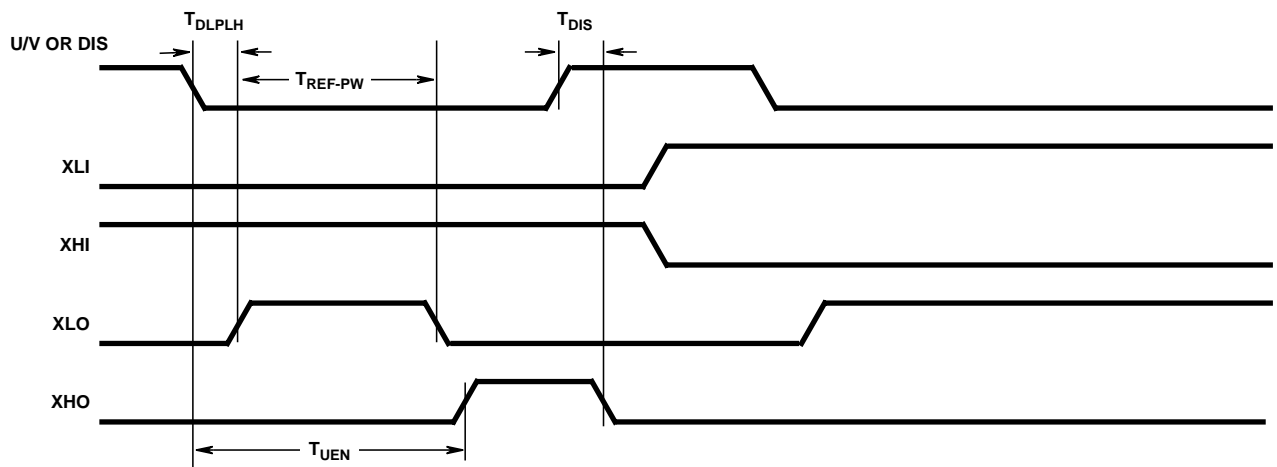 T_DLPLH
T_DIS
U/V OR DIS
T_REF-PW
XLI
XHI
XLO
XHO
T_UEN